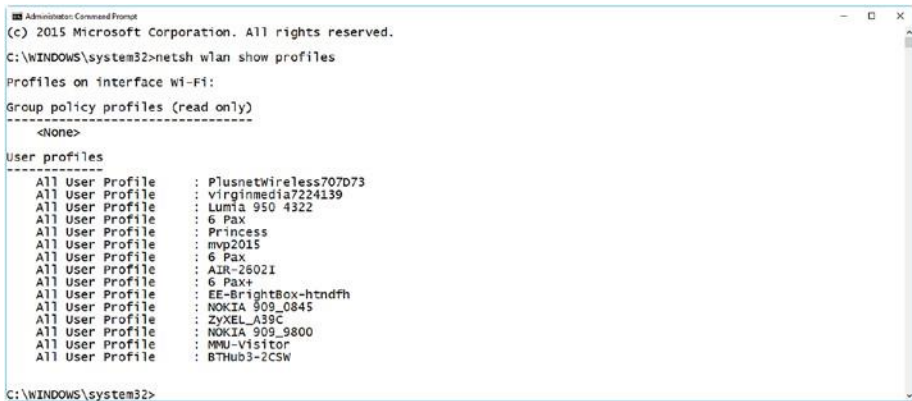 Administrator: Command Prompt
(c) 2015 Microsoft Corporation. All rights reserved.
C:\WINDOWS\system32>netsh wlan show profiles
Profiles on interface Wi-Fi:
Group policy profiles (read only)
---------------------------------
<None>
User profiles
-------------
All User Profile     : PlusnetWireless707D73
All User Profile     : virginmedia7224139
All User Profile     : Lumia 950 4322
All User Profile     : 6 Pax
All User Profile     : Princess
All User Profile     : mvp2015
All User Profile     : 6 Pax
All User Profile     : AIR-2602I
All User Profile     : 6 Pax+
All User Profile     : EE-BrightBox-htndfh
All User Profile     : NOKIA 909_0845
All User Profile     : ZyXEL_A39C
All User Profile     : NOKIA 909_9800
All User Profile     : MMU-Visitor
All User Profile     : BTHub3-2CSW
C:\WINDOWS\system32>